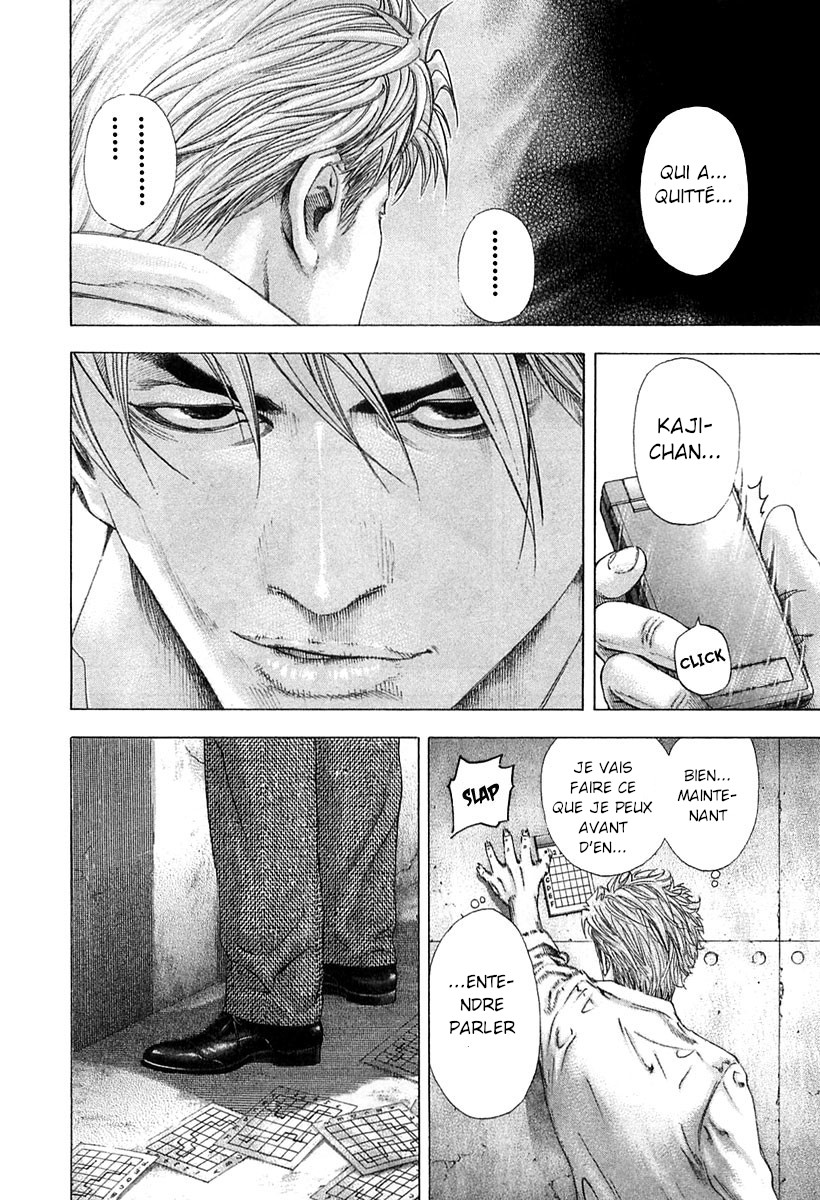 QUI A...
QUITTÉ...
.........
............
....
KAJI-
CHAN...
CLICK
BIEN...
MAINTE-
NANT
JE VAIS
FAIRE CE
QUE JE PEUX
AVANT
D'EN...
SLAP
...ENTE-
NDRE
PARLER